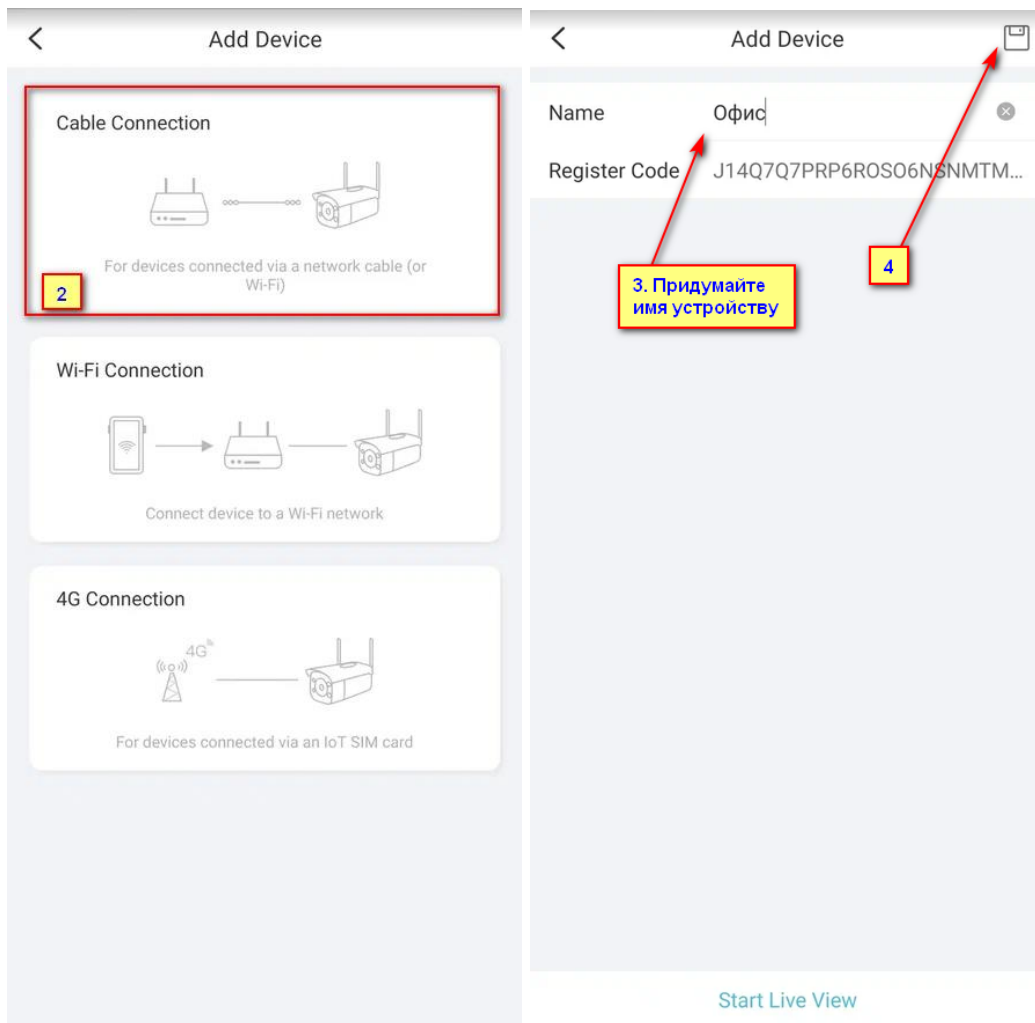 Add Device
Cable Connection
For devices connected via a network cable (or
Wi-Fi)
2
Wi-Fi Connection
Connect device to a Wi-Fi network
4G Connection
4G
For devices connected via an IoT SIM card
Add Device
Name Офис
Register Code J14Q7Q7PRP6ROSO6NSNMTM...
4
3. Придумайте
имя устройству
Start Live View